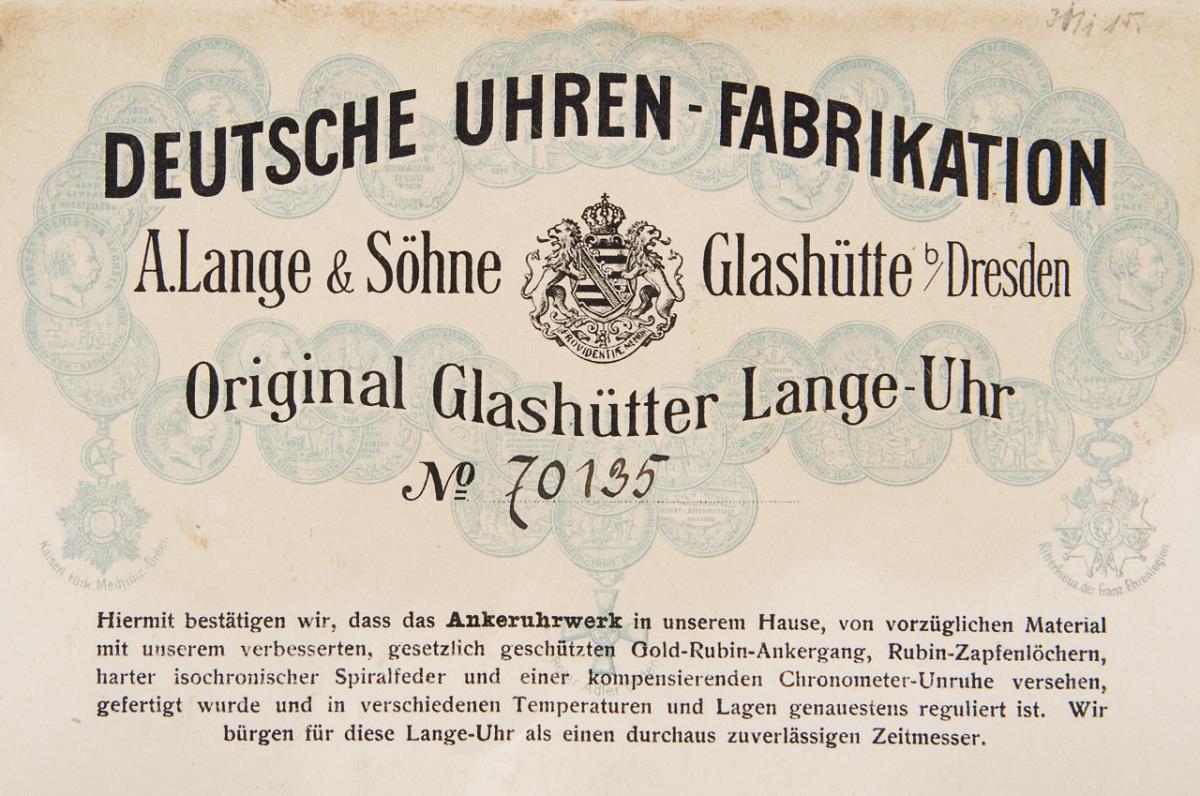 DEUTSCHE UHREN-FABRIKATION
A. Lange & Söhne Glashütte b/Dresden
PROVIDENTIÆ MEMOR
Original Glashütter Lange-Uhr
No 70135
Kaiserl. türk. Medjidie-Orden
Ritterkreuz der franz. Ehrenlegion.
Hiermit bestätigen wir, dass das Ankeruhrwerk in unserem Hause, von vorzüglichen Material
mit unserem verbesserten, gesetzlich geschützten Gold-Rubin-Ankergang, Rubin-Zapfenlöchern,
harter isochronischer Spiralfeder und einer kompensierenden Chronometer-Unruhe versehen,
gefertigt wurde und in verschiedenen Temperaturen und Lagen genauestens reguliert ist. Wir
bürgen für diese Lange-Uhr als einen durchaus zuverlässigen Zeitmesser.